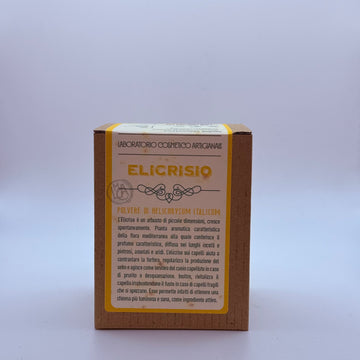 LABORATORIO COSMETICO ARTIGIANALE
ELICRISIO
POLVERE DI HELICHRYSUM ITALICUM
L'Elicriso è un arbusto di piccole dimensioni, cresce
spontaneamente. Pianta aromatica caratteristica
della flora mediterranea alla quale conferisce il
profumo caratteristico, diffusa nei luoghi incolti e
pietrosi, assolati e aridi. L'elicriso sui capelli aiuta a
contrastare la forfora, regolarizza la produzione del
sebo e agisce come lenitivo del cuoio capelluto in caso
di prurito e desquamazione. Inoltre, rivitalizza il
capello irrobustendone il fusto in caso di capelli fragili
che si spezzano. Esso permette difatti di ottenere una
chioma più luminosa e sana, come ingrediente attivo.